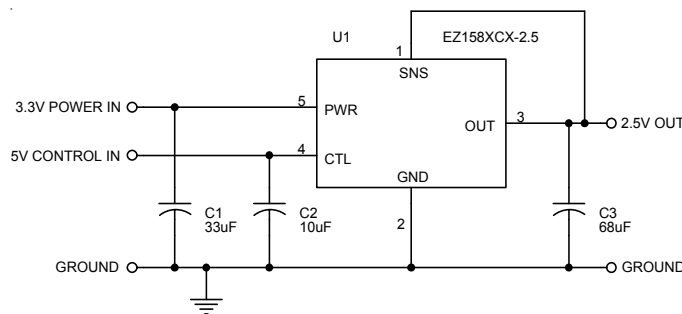 U1
EZ158XCX-2.5
1
SNS
3.3V POWER IN
5
PWR
OUT
3
2.5V OUT
5V CONTROL IN
4
CTL
GND
2
C1
33uF
C2
10uF
C3
68uF
GROUND
GROUND